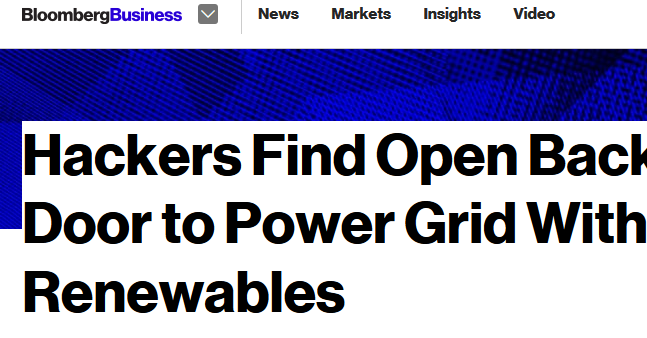 BloombergBusiness News Markets Insights Video
Hackers Find Open Back
Door to Power Grid With
Renewables